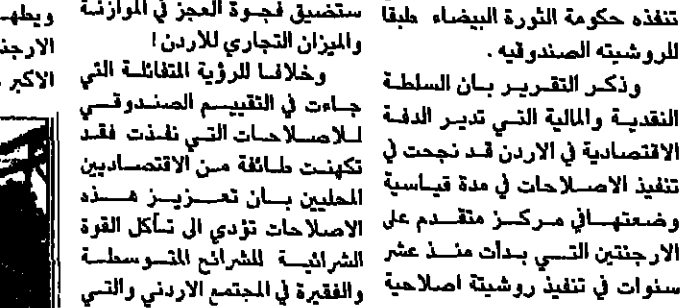 تنفذه حكومة الثورة البيضاء طبقا
للروشيته الصندوقيه .
وذكر التقرير بان السلطة
النقدية والمالية التي تدير الدفة
الاقتصادية في الاردن قد نجحت في
تنفيذ الاصلاحات في مدة قياسية
وضعتها في مركز متقدم على
الارجنتين التي بدأت منذ عشر
سنوات في تنفيذ روشيتة اصلاحية
ستضيق فجوة العجز في الموازنة
والميزان التجاري للاردن !
وخلافا للرؤية المتفائلة التي
جاءت في التقييم الصندوقي
للاصلاحات التي نفذت فقد
تكهنت طائفة من الاقتصاديين
المحليين بان تعزيز هذه
الاصلاحات تؤدي الى تآكل القوة
الشرائية للشرائح المتوسطة
والفقيرة في المجتمع الاردني والتي
الاكبر